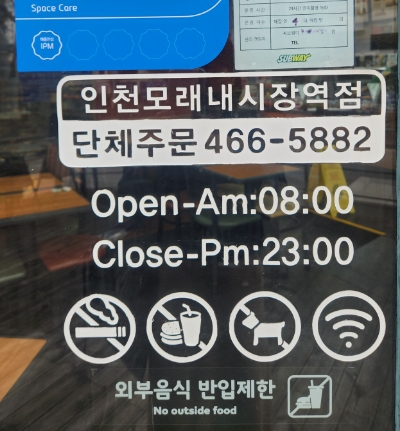 Space Care
IPM
TEL
SUBWAY
인천모래내시장역점
단체주문 466-5882
Open-Am:08:00
Close-Pm:23:00
외부음식 반입제한
No outside food